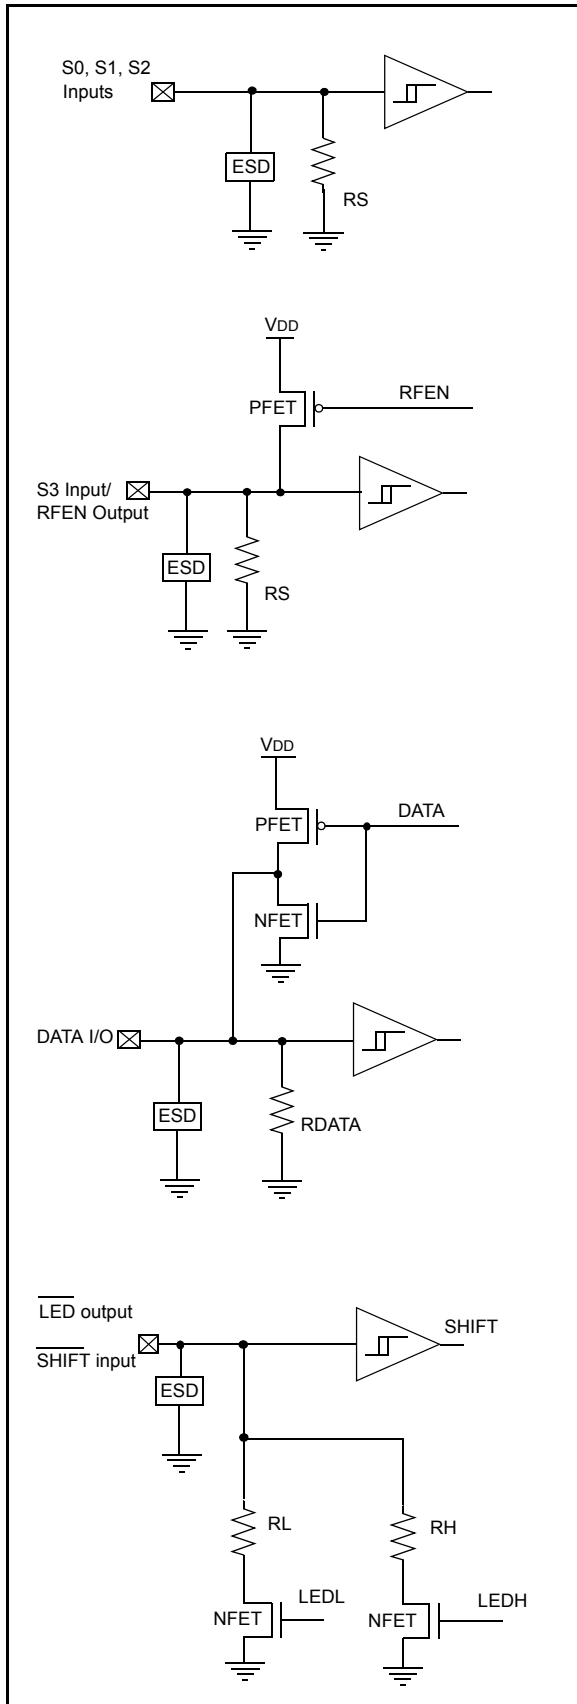 S0, S1, S2
Inputs
ESD
RS
VDD
PFET
RFEN
S3 Input/
RFEN Output
ESD
RS
VDD
PFET
DATA
NFET
DATA I/O
ESD
RDATA
LED output
SHIFT
SHIFT input
ESD
RL
RH
LEDL
LEDH
NFET
NFET